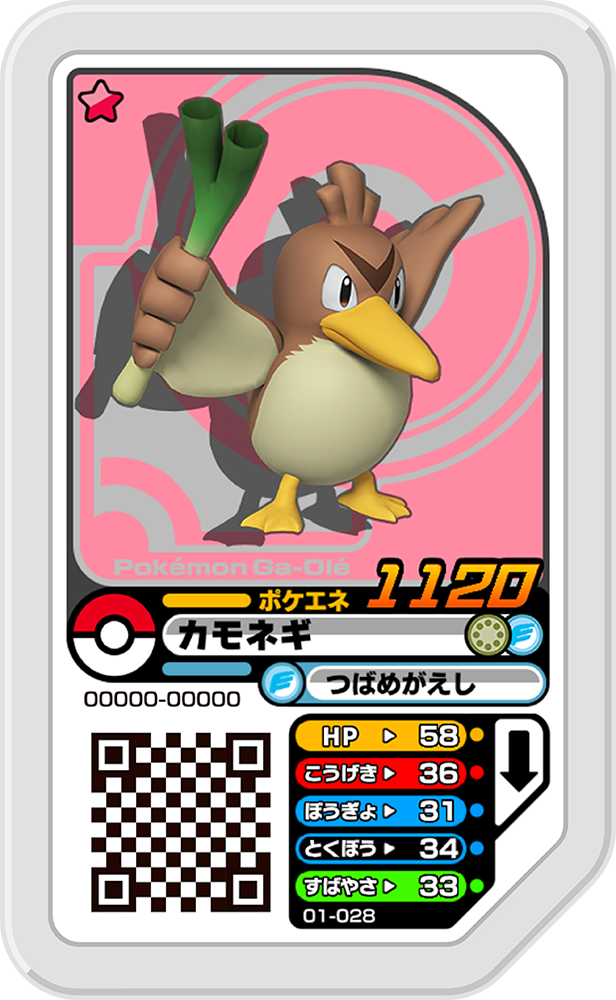 Pokémon Ga-Olé
ポケエネ 1120
カモネギ
つばめがえし
00000-00000
HP ▶ 58
こうげき ▶ 36
ぼうぎょ ▶ 31
とくぼう ▶ 34
すばやさ ▶ 33
01-028